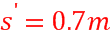 s' = 0.7m